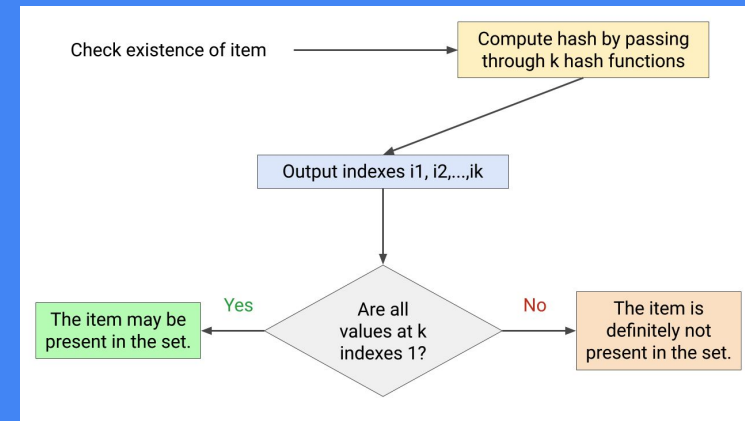 Check existence of item
Compute hash by passing
through k hash functions
Output indexes i1, i2,...,ik
Are all
values at k
indexes 1?
Yes
The item may be
present in the set.
No
The item is
definitely not
present in the set.